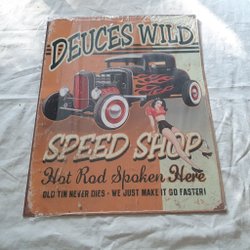 DEUCES WILD
SPEED SHOP
Hot Rod Spoken Here
OLD TIN NEVER DIES - WE JUST MAKE IT GO FASTER!